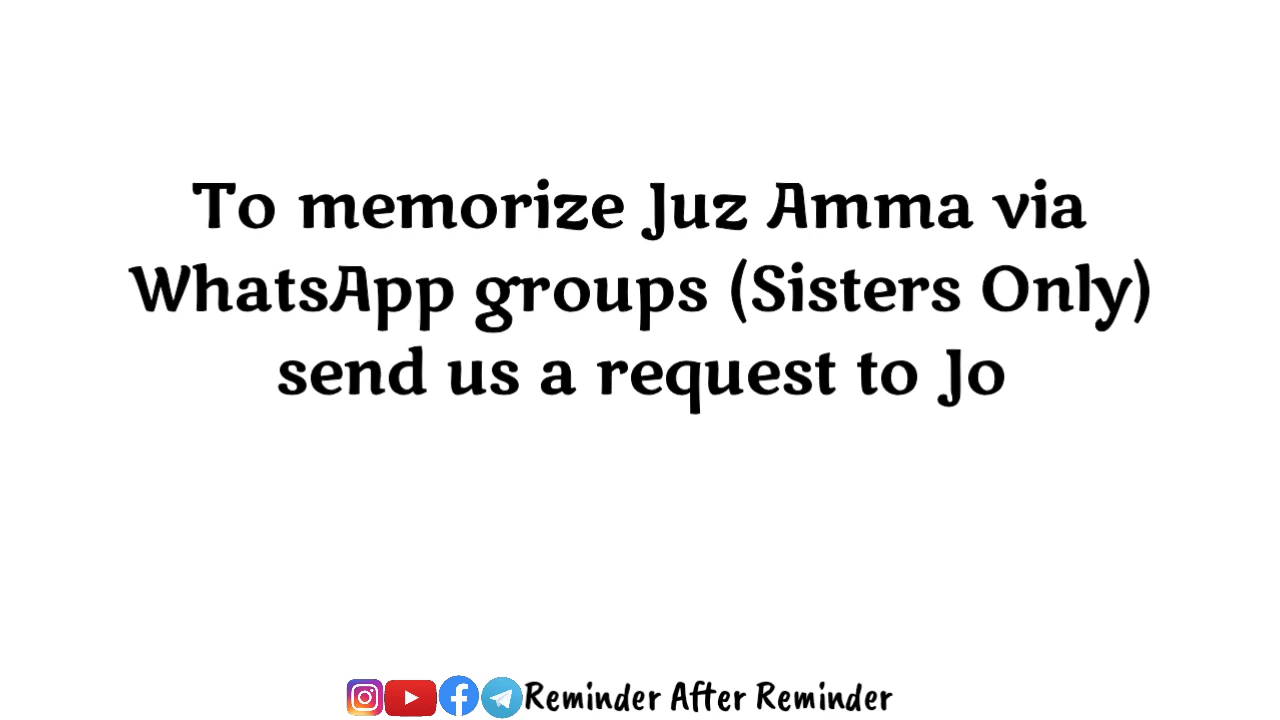 To memorize Juz Amma via
WhatsApp groups (Sisters Only)
send us a request to Jo
Reminder After Reminder